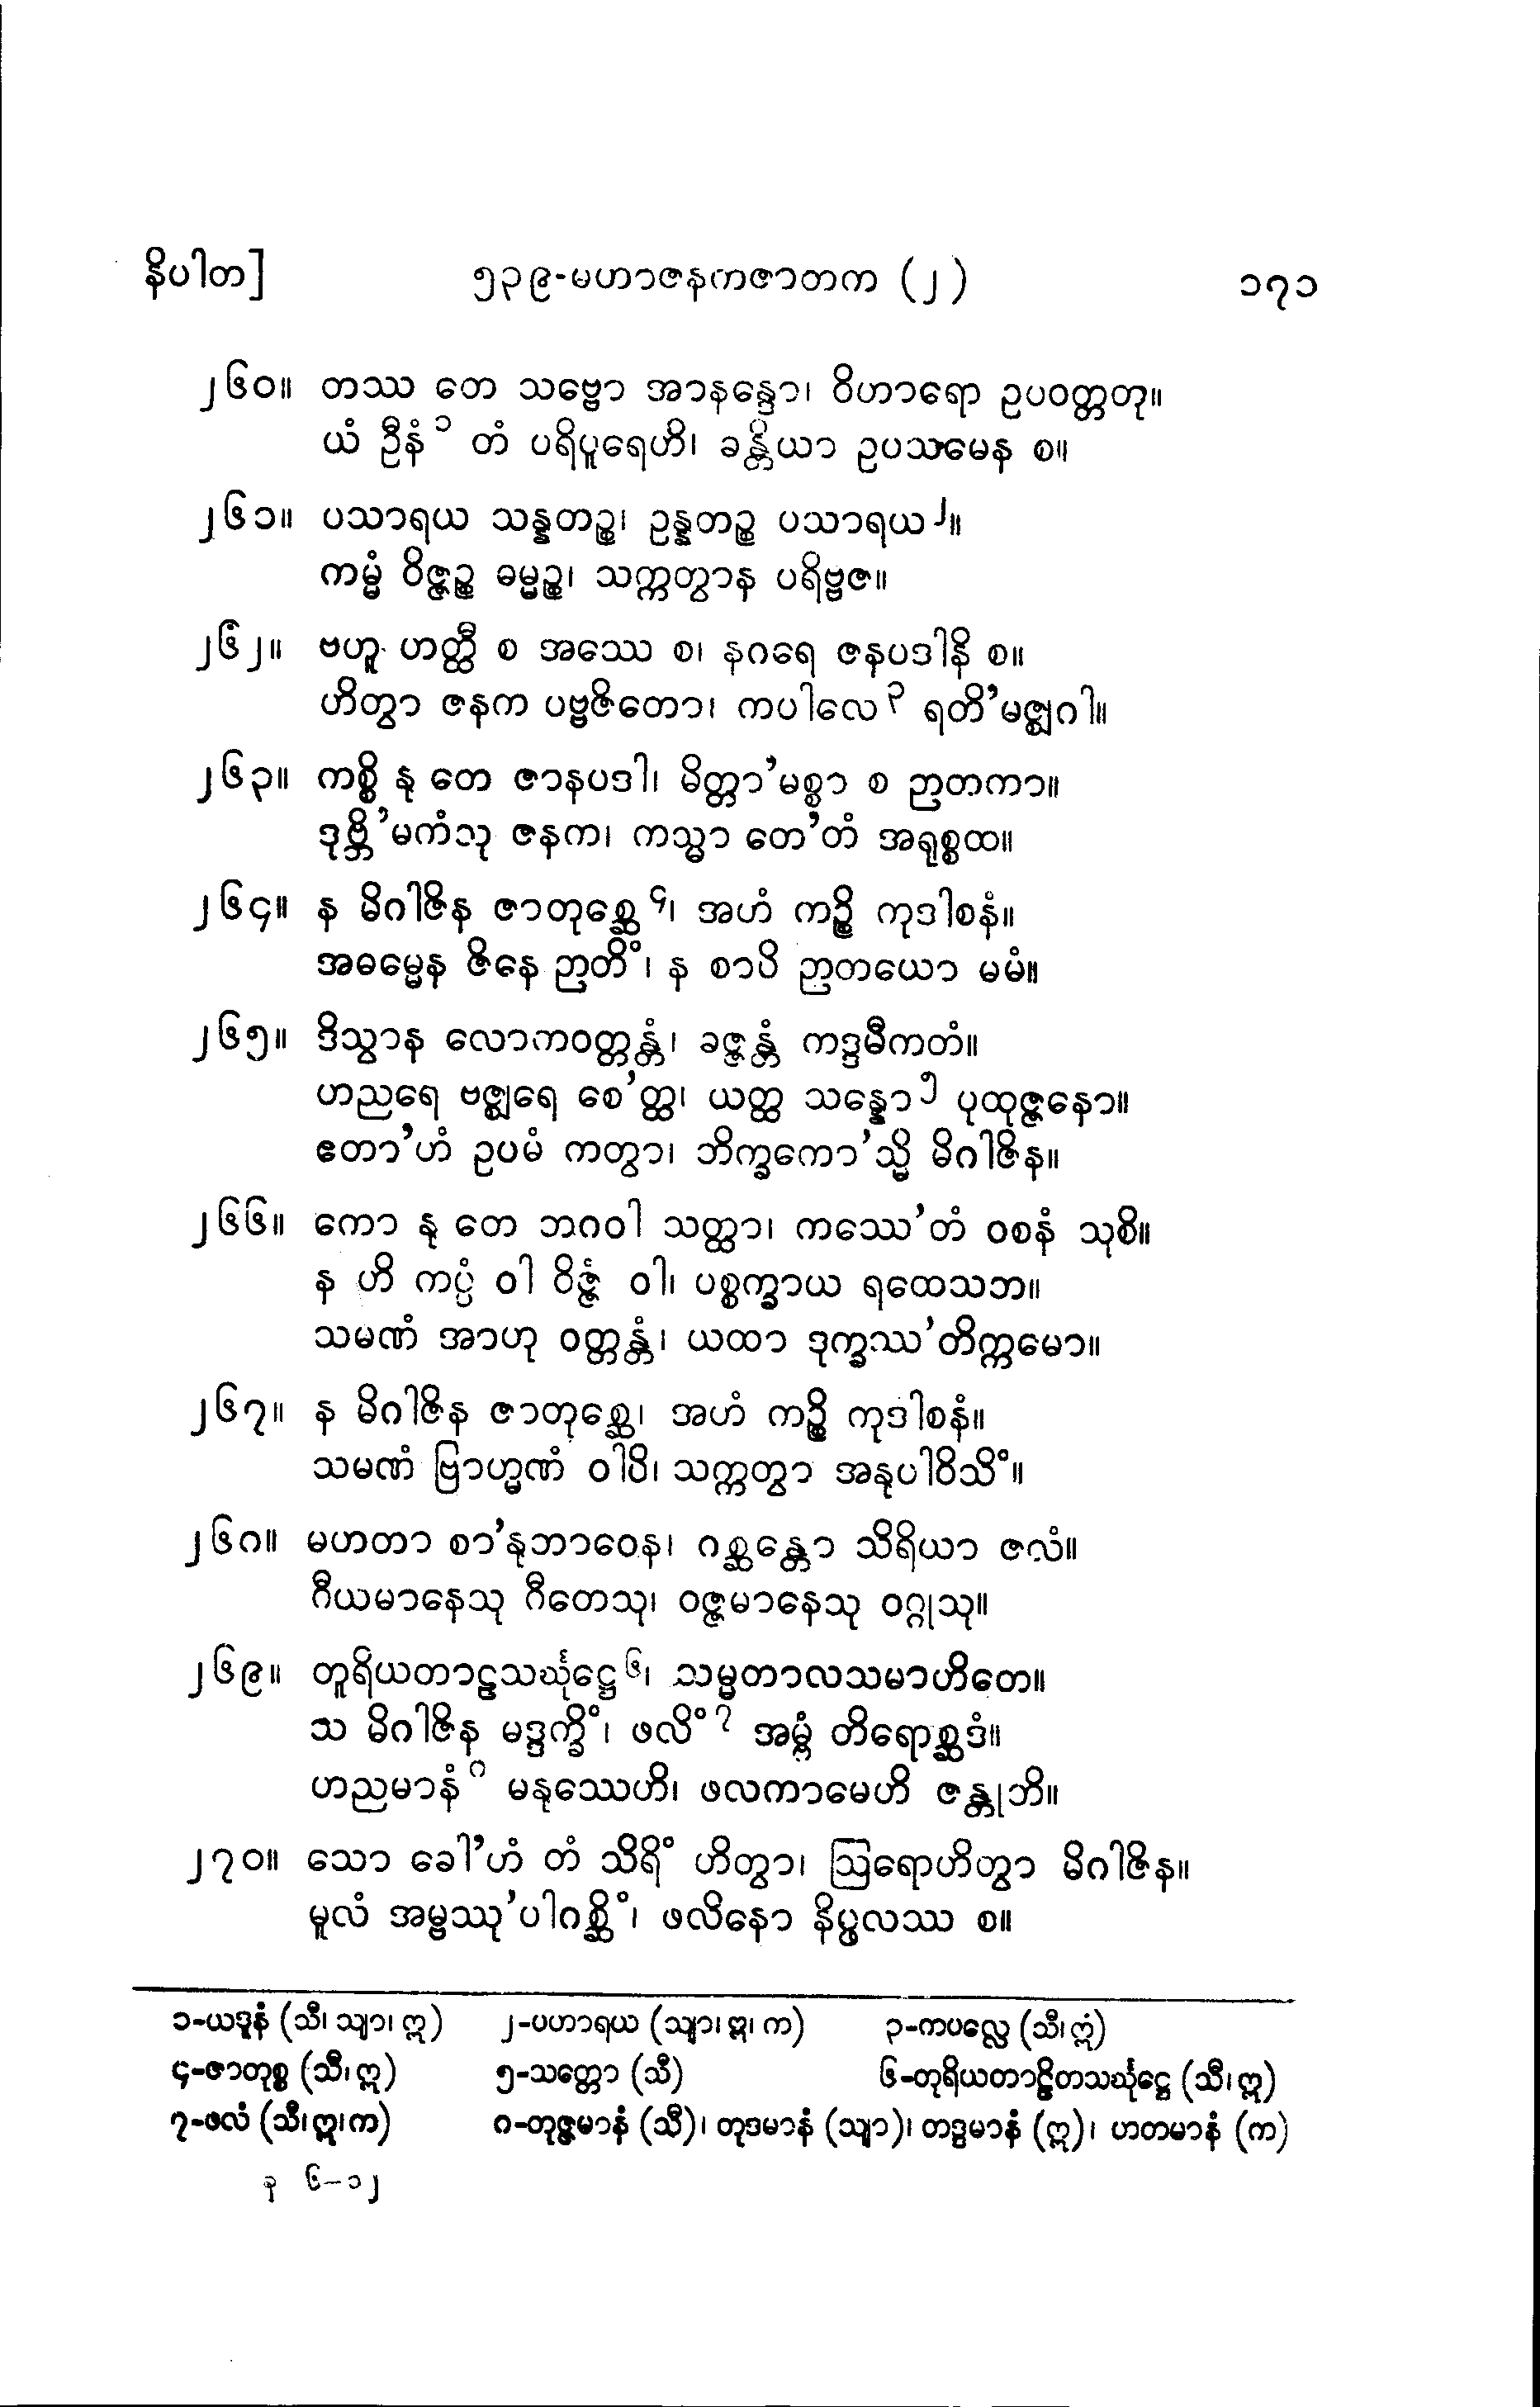 နိပါတ] ၅၃၉-မဟာဇနကဇာတက (၂) ၁၇၁
၂၆၀။ တဿ တေ သဗ္ဗော အာနန္ဒော၊ ဝိဟာရော ဥပဝတ္တတု။
ယံ ဦနံ ၁ တံ ပရိပူရေဟိ၊ ခန္တိယာ ဥပသမေန စ။
၂၆၁။ ပသာရယ သန္နတဉ္စ၊ ဥန္နတဉ္စ ပသာရယ ၂။
ကမ္မံ ဝိဇ္ဇဉ္စ ဓမ္မဉ္စ၊ သက္ကတွာန ပရိဗ္ဗဇ။
၂၆၂။ ဗဟူ ဟတ္ထီ စ အဿေ စ၊ နဂရေ ဇနပဒါနိ စ။
ဟိတွာ ဇနက ပဗ္ဗဇိတော၊ ကပါလေ ၃ ရတိ’မဇ္ဈဂါ။
၂၆၃။ ကစ္စိ နု တေ ဇာနပဒါ၊ မိတ္တာ’မစ္စာ စ ဉာတကာ။
ဒုဗ္ဘိ’မကံသု ဇနက၊ ကသ္မာ တေ’တံ အရုစ္စထ။
၂၆၄။ န မိဂါဇိန ဇာတုစ္ဆေ ၄၊ အဟံ ကဉ္စိ ကုဒါစနံ။
အဓမ္မေန ဇိနေ ဉာတိံ၊ န စာပိ ဉာတယော မမံ။
၂၆၅။ ဒိသွာန လောကဝတ္တန္တံ၊ ခဇ္ဇန္တံ ကဒ္ဒမီကတံ။
ဟညရေ ဗဇ္ဈရေ စေ’တ္ထ၊ ယတ္ထ သန္နော ၅ ပုထုဇ္ဇနော။
ဧတာ’ဟံ ဥပမံ ကတွာ၊ ဘိက္ခကော’သ္မိ မိဂါဇိန။
၂၆၆။ ကော နု တေ ဘဂဝါ သတ္ထာ၊ ကဿေ’တံ ဝစနံ သုစိ။
န ဟိ ကပ္ပံ ဝါ ဝိဇ္ဇံ ဝါ၊ ပစ္စက္ခာယ ရထေသဘ။
သမဏံ အာဟု ဝတ္တန္တံ၊ ယထာ ဒုက္ခဿ’တိက္ကမော။
၂၆၇။ န မိဂါဇိန ဇာတုစ္ဆေ၊ အဟံ ကဉ္စိ ကုဒါစနံ။
သမဏံ ဗြာဟ္မဏံ ဝါပိ၊ သက္ကတွာ အနုပါဝိသိံ။
၂၆၈။ မဟတာ စာ’နုဘာဝေန၊ ဂစ္ဆန္တော သိရိယာ ဇလံ။
ဂီယမာနေသု ဂီတေသု၊ ဝဇ္ဇမာနေသု ဝဂ္ဂုသု။
၂၆၉။ တူရိယတာဠသင်္ဃုဋ္ဌေ ၆၊ သမ္မတာလသမာဟိတေ။
သ မိဂါဇိန မဒ္ဒက္ခိံ၊ ဖလိံ ၇ အမ္ဗံ တိရောစ္ဆဒံ။
ဟညမာနံ ၈ မနုဿေဟိ၊ ဖလကာမေဟိ ဇန္တုဘိ။
၂၇၀။ သော ခေါ’ဟံ တံ သိရိံ ဟိတွာ၊ ဩရောဟိတွာ မိဂါဇိန။
မူလံ အမ္ဗဿု’ပါဂစ္ဆိံ၊ ဖလိနော နိပ္ဖလဿ စ။
၁-ယဒူနံ (သီ၊ သျာ၊ ဣ) ၂-ပဟာရယ (သျာ၊ ဣ၊ က) ၃-ကပလ္လေ (သီ၊ ဣံ)
၄-ဇာတုစ္စ (သီ၊ ဣ) ၅-သတ္တော (သီ) ၆-တုရိယတာဠိတသင်္ဃုဋ္ဌေ (သီ၊ ဣ)
၇-ဖလံ (သီ၊ ဣ၊ က) ၈-တုဇ္ဇမာနံ (သီ)၊ တုဒမာနံ (သျာ)၊ တဒ္ဒမာနံ (ဣ)၊ ဟတမာနံ (က)
ခု ၆–၁၂